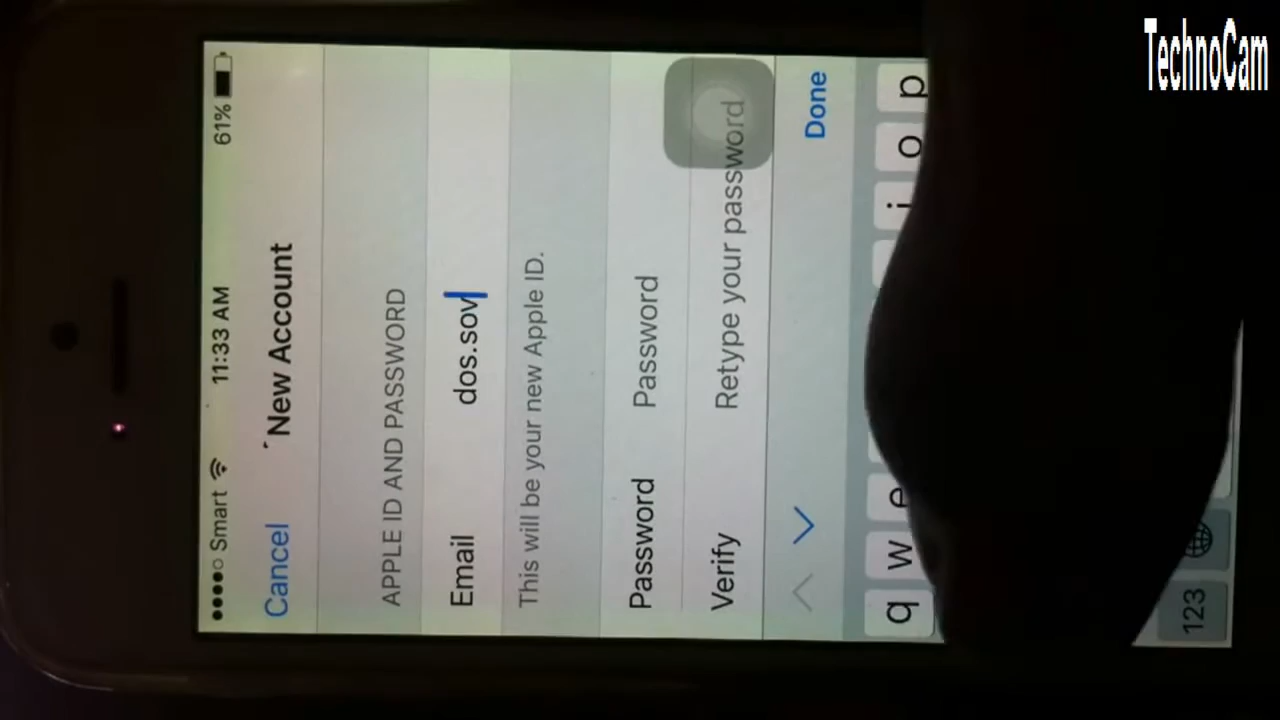 TechnoCam
Smart 11:33 AM 61%
Cancel New Account
APPLE ID AND PASSWORD
Email dos.sov
This will be your new Apple ID.
Password Password
Verify Retype your password
Done
q w e i o p
123